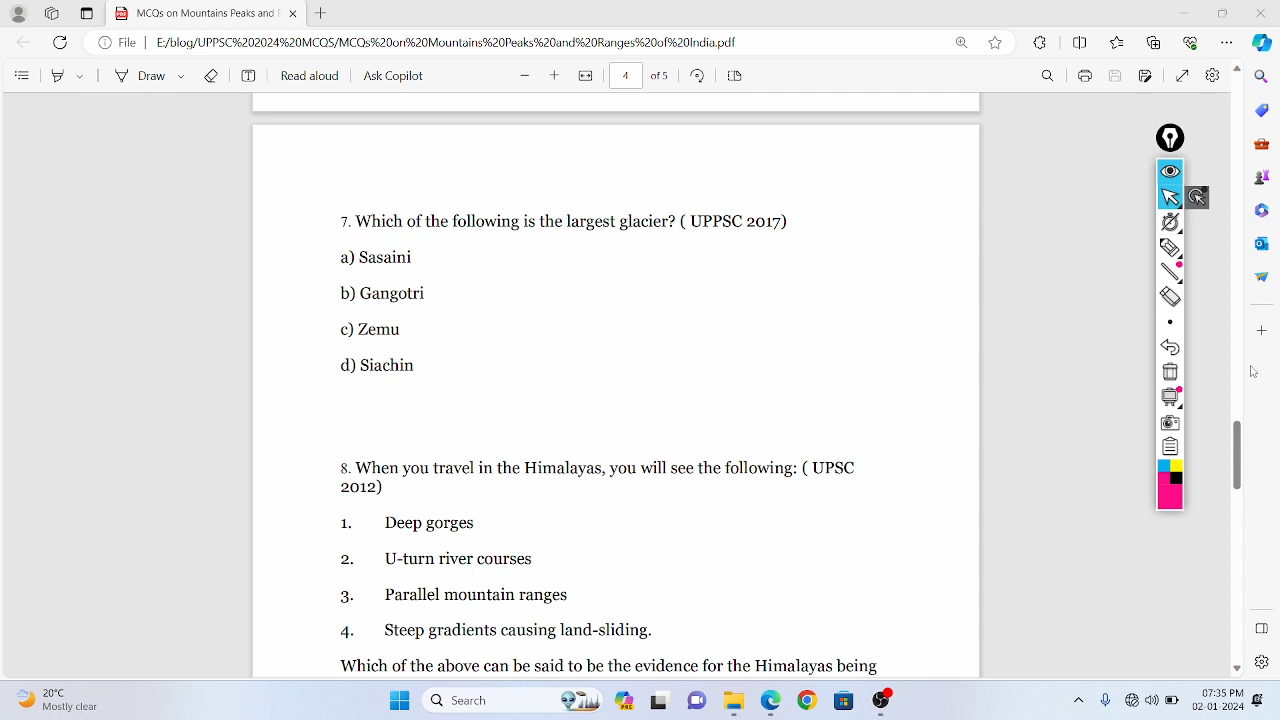 MCQs on Mountains Peaks and
File
E:/blog/UPPSC%202024%20MCQS/MCQs%20on%20Mountains%20Peaks%20and%20Ranges%20of%20India.pdf
Draw
Read aloud
Ask Copilot
4
of 5
7. Which of the following is the largest glacier? ( UPPSC 2017)
a) Sasaini
b) Gangotri
c) Zemu
d) Siachin
8. When you travel in the Himalayas, you will see the following: ( UPSC
2012)
1. Deep gorges
2. U-turn river courses
3. Parallel mountain ranges
4. Steep gradients causing land-sliding.
Which of the above can be said to be the evidence for the Himalayas being
20°C
Mostly clear
Search
PRE
07:35 PM
02-01-2024